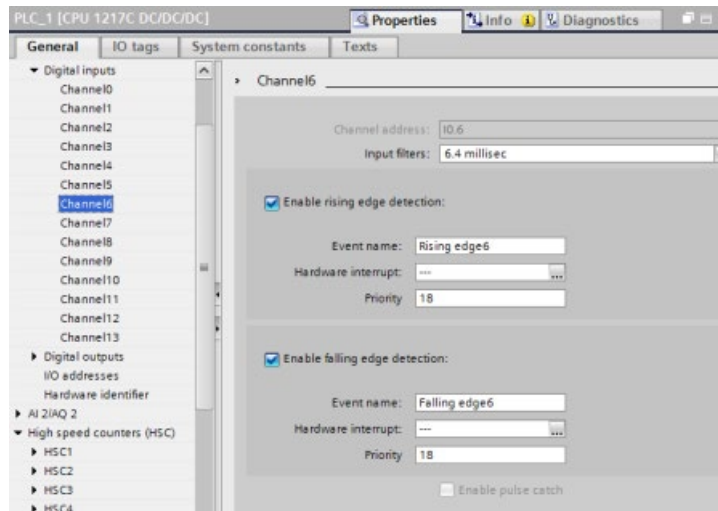 PLC_1 [CPU 1217C DC/DC/DC]
Properties
Info
Diagnostics
General
IO tags
System constants
Texts
Digital inputs
Channel0
Channel1
Channel2
Channel3
Channel4
Channel5
Channel6
Channel7
Channel8
Channel9
Channel10
Channel11
Channel12
Channel13
Digital outputs
I/O addresses
Hardware identifier
AI 2/AQ 2
High speed counters (HSC)
HSC1
HSC2
HSC3
HSC4
Channel6
Channel address: I0.6
Input filters: 6.4 millisec
Enable rising edge detection:
Event name: Rising edge6
Hardware interrupt: --- ...
Priority 18
Enable falling edge detection:
Event name: Falling edge6
Hardware interrupt: --- ...
Priority 18
Enable pulse catch